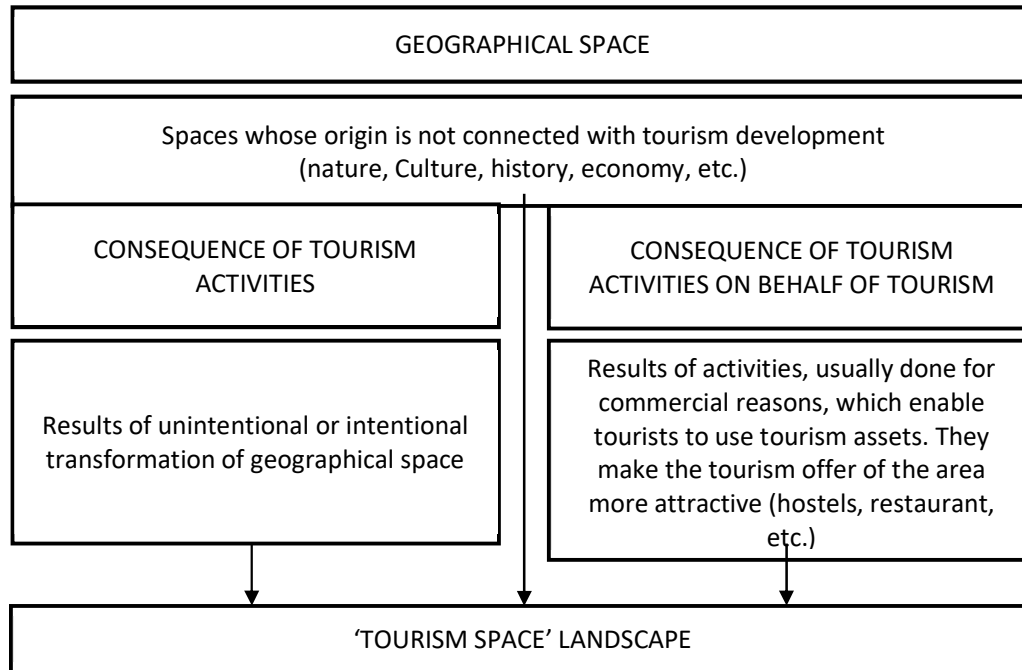 GEOGRAPHICAL SPACE
Spaces whose origin is not connected with tourism development
(nature, Culture, history, economy, etc.)
CONSEQUENCE OF TOURISM
ACTIVITIES
CONSEQUENCE OF TOURISM
ACTIVITIES ON BEHALF OF TOURISM
Results of unintentional or intentional
transformation of geographical space
Results of activities, usually done for
commercial reasons, which enable
tourists to use tourism assets. They
make the tourism offer of the area
more attractive (hostels, restaurant,
etc.)
‘TOURISM SPACE’ LANDSCAPE